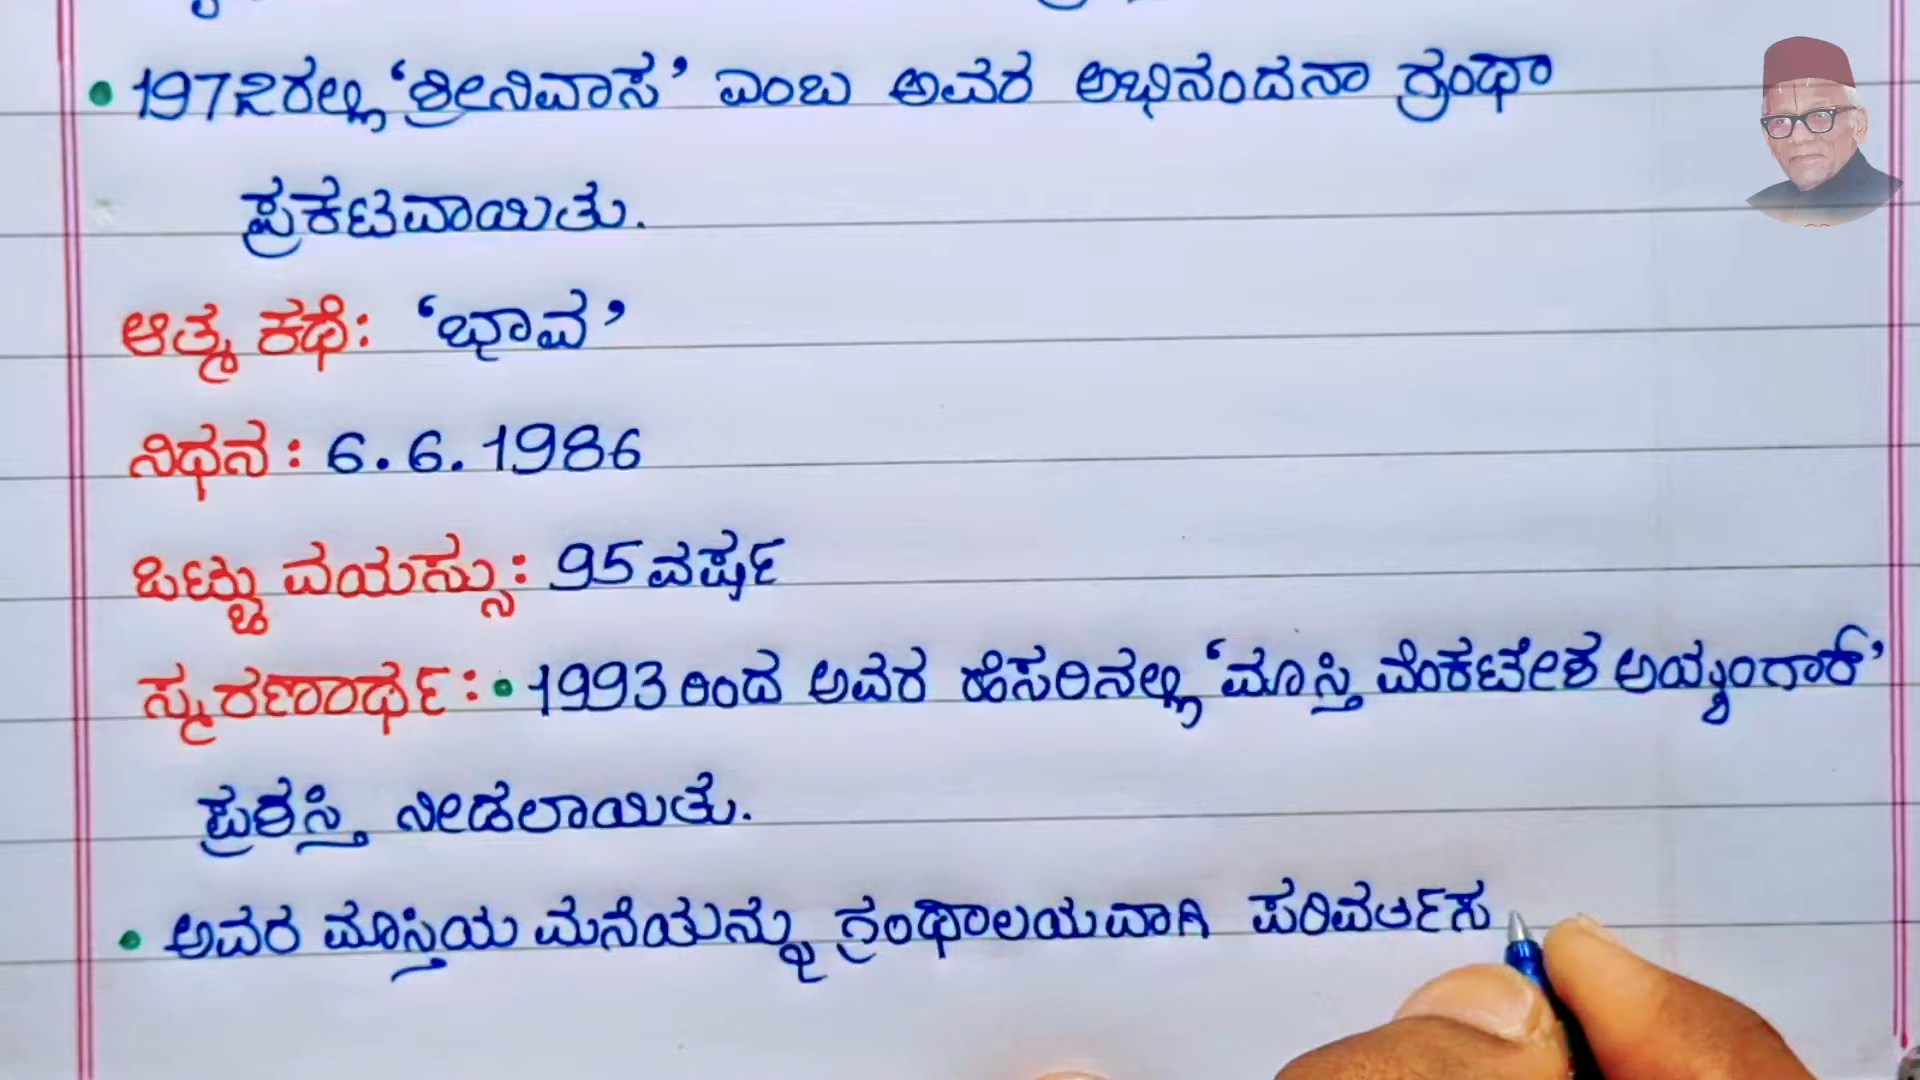 • 1972ರಲ್ಲಿ ‘ಶ್ರೀನಿವಾಸ’ ಎಂಬ ಅವರ ಅಭಿನಂದನಾ ಗ್ರಂಥಾ
ಪ್ರಕಟವಾಯಿತು.
ಆತ್ಮ ಕಥೆ: ‘ಭಾವ’
ನಿಧನ: 6.6.1986
ಒಟ್ಟು ವಯಸ್ಸು: 95 ವರ್ಷ
ಸ್ಮರಣಾರ್ಥ: • 1993 ರಿಂದ ಅವರ ಹೆಸರಿನಲ್ಲಿ ‘ಮಾಸ್ತಿ ವೆಂಕಟೇಶ ಅಯ್ಯಂಗಾರ್’
ಪ್ರಶಸ್ತಿ ನೀಡಲಾಯಿತು.
• ಅವರ ಮಾಸ್ತಿಯ ಮನೆಯನ್ನು ಗ್ರಂಥಾಲಯವಾಗಿ ಪರಿವರ್ತಿಸ